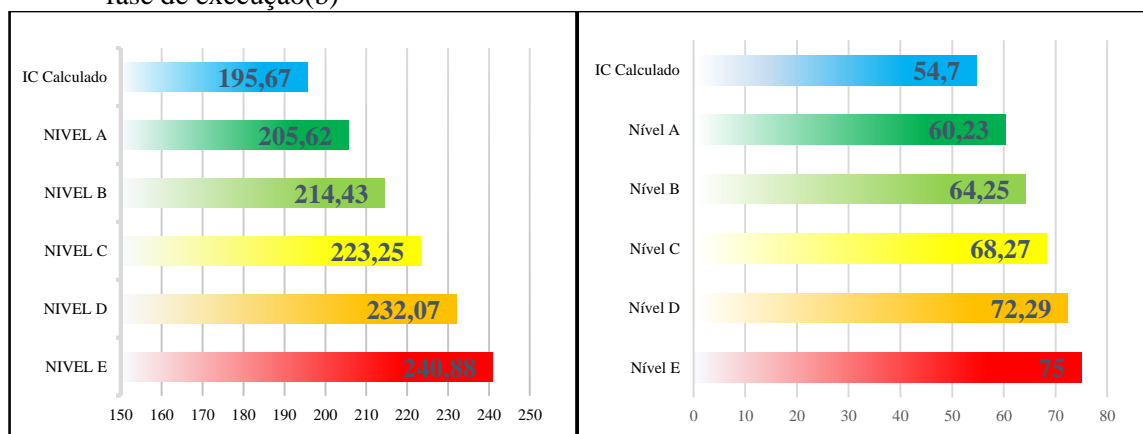 fase de execução(b)
IC Calculado 195,67
NIVEL A 205,62
NIVEL B 214,43
NIVEL C 223,25
NIVEL D 232,07
NIVEL E 240,88
150 160 170 180 190 200 210 220 230 240 250
IC Calculado 54,7
Nível A 60,23
Nível B 64,25
Nível C 68,27
Nível D 72,29
Nível E 75
0 10 20 30 40 50 60 70 80